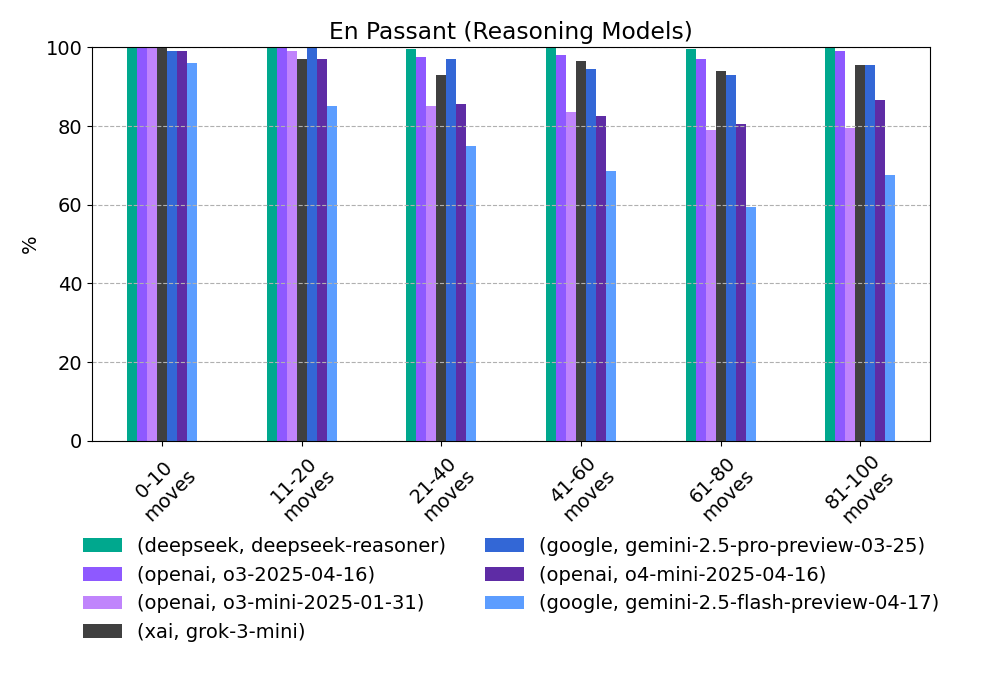 En Passant (Reasoning Models)
100
80
60
40
20
0
%
0-10
moves
11-20
moves
21-40
moves
41-60
moves
61-80
moves
81-100
moves
(deepseek, deepseek-reasoner)
(openai, o3-2025-04-16)
(openai, o3-mini-2025-01-31)
(xai, grok-3-mini)
(google, gemini-2.5-pro-preview-03-25)
(openai, o4-mini-2025-04-16)
(google, gemini-2.5-flash-preview-04-17)